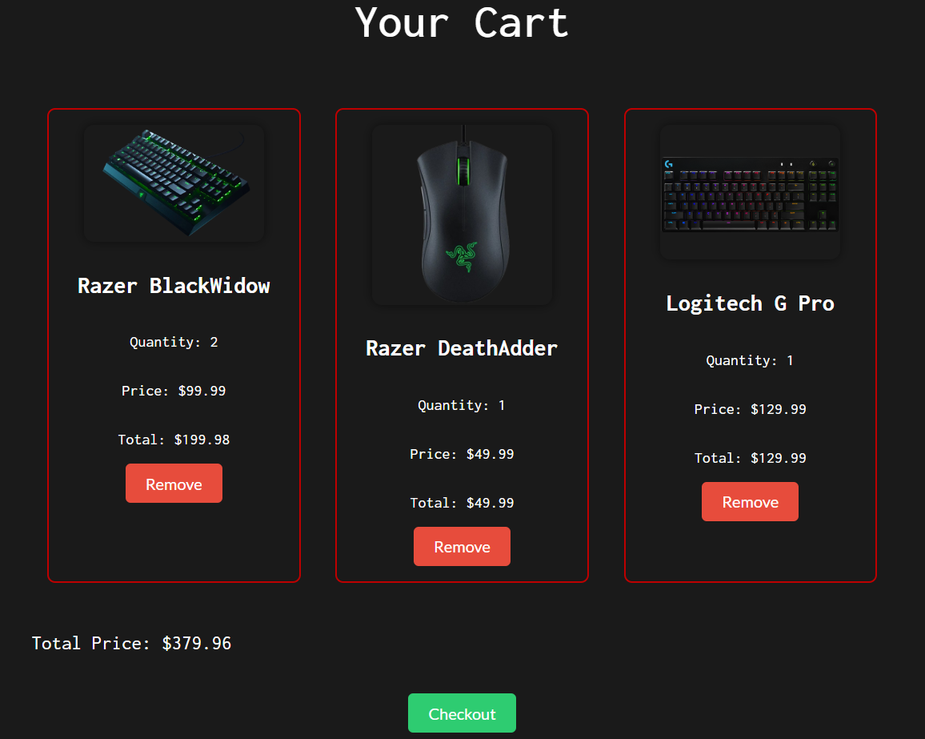 Your Cart
Razer BlackWidow
Quantity: 2
Price: $99.99
Total: $199.98
Remove
Razer DeathAdder
Quantity: 1
Price: $49.99
Total: $49.99
Remove
Logitech G Pro
Quantity: 1
Price: $129.99
Total: $129.99
Remove
Total Price: $379.96
Checkout